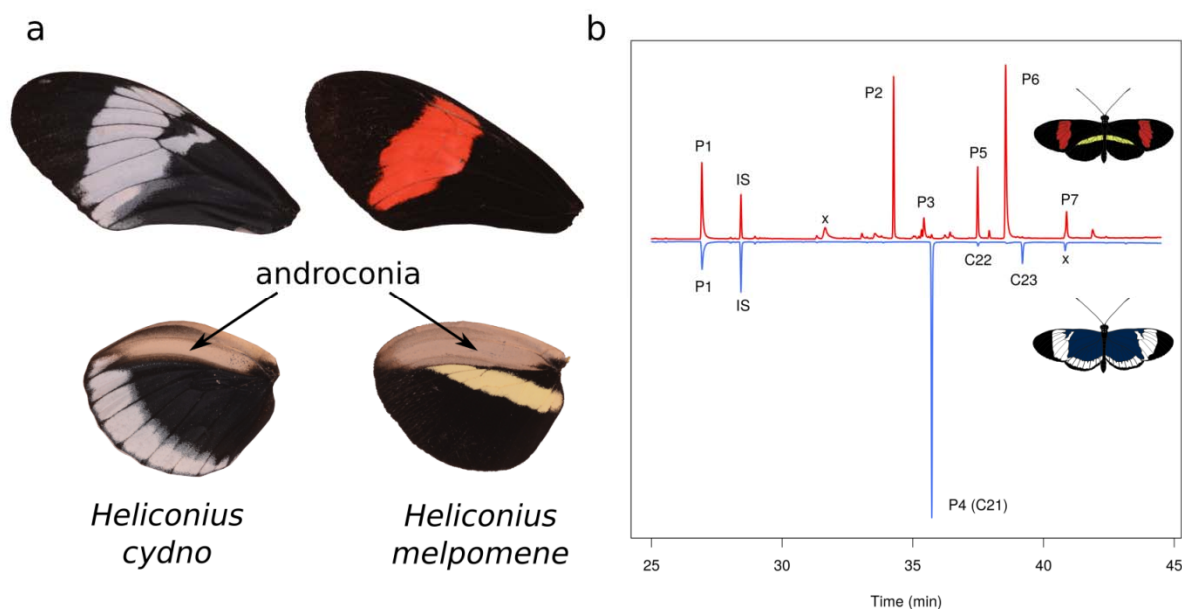 a
androconia
Heliconius
cydno
Heliconius
melpomene
b
P1
IS
x
P2
P3
P5
P6
P7
P1
IS
P4 (C21)
C22
C23
x
25
30
35
40
45
Time (min)